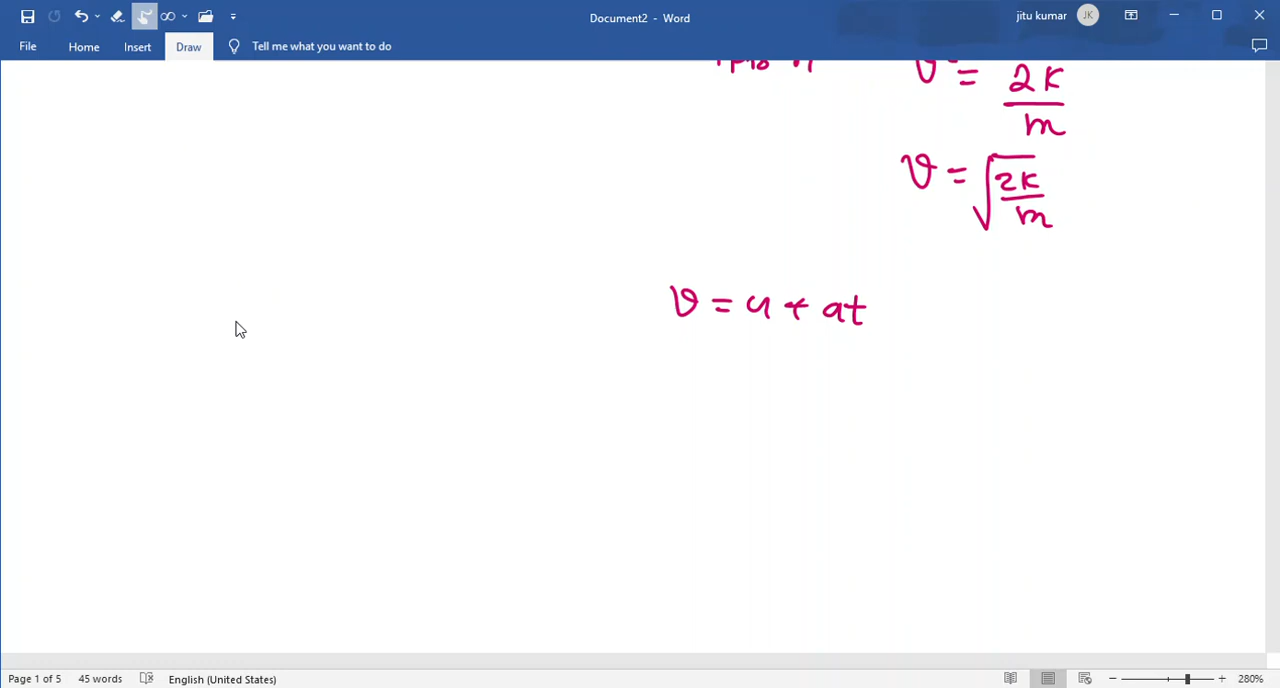 Document2 - Word
jitu kumar JK
File Home Insert Draw Tell me what you want to do
v² = 2K/m
v = √2K/m
v = u + at
Page 1 of 5 45 words English (United States) 280%